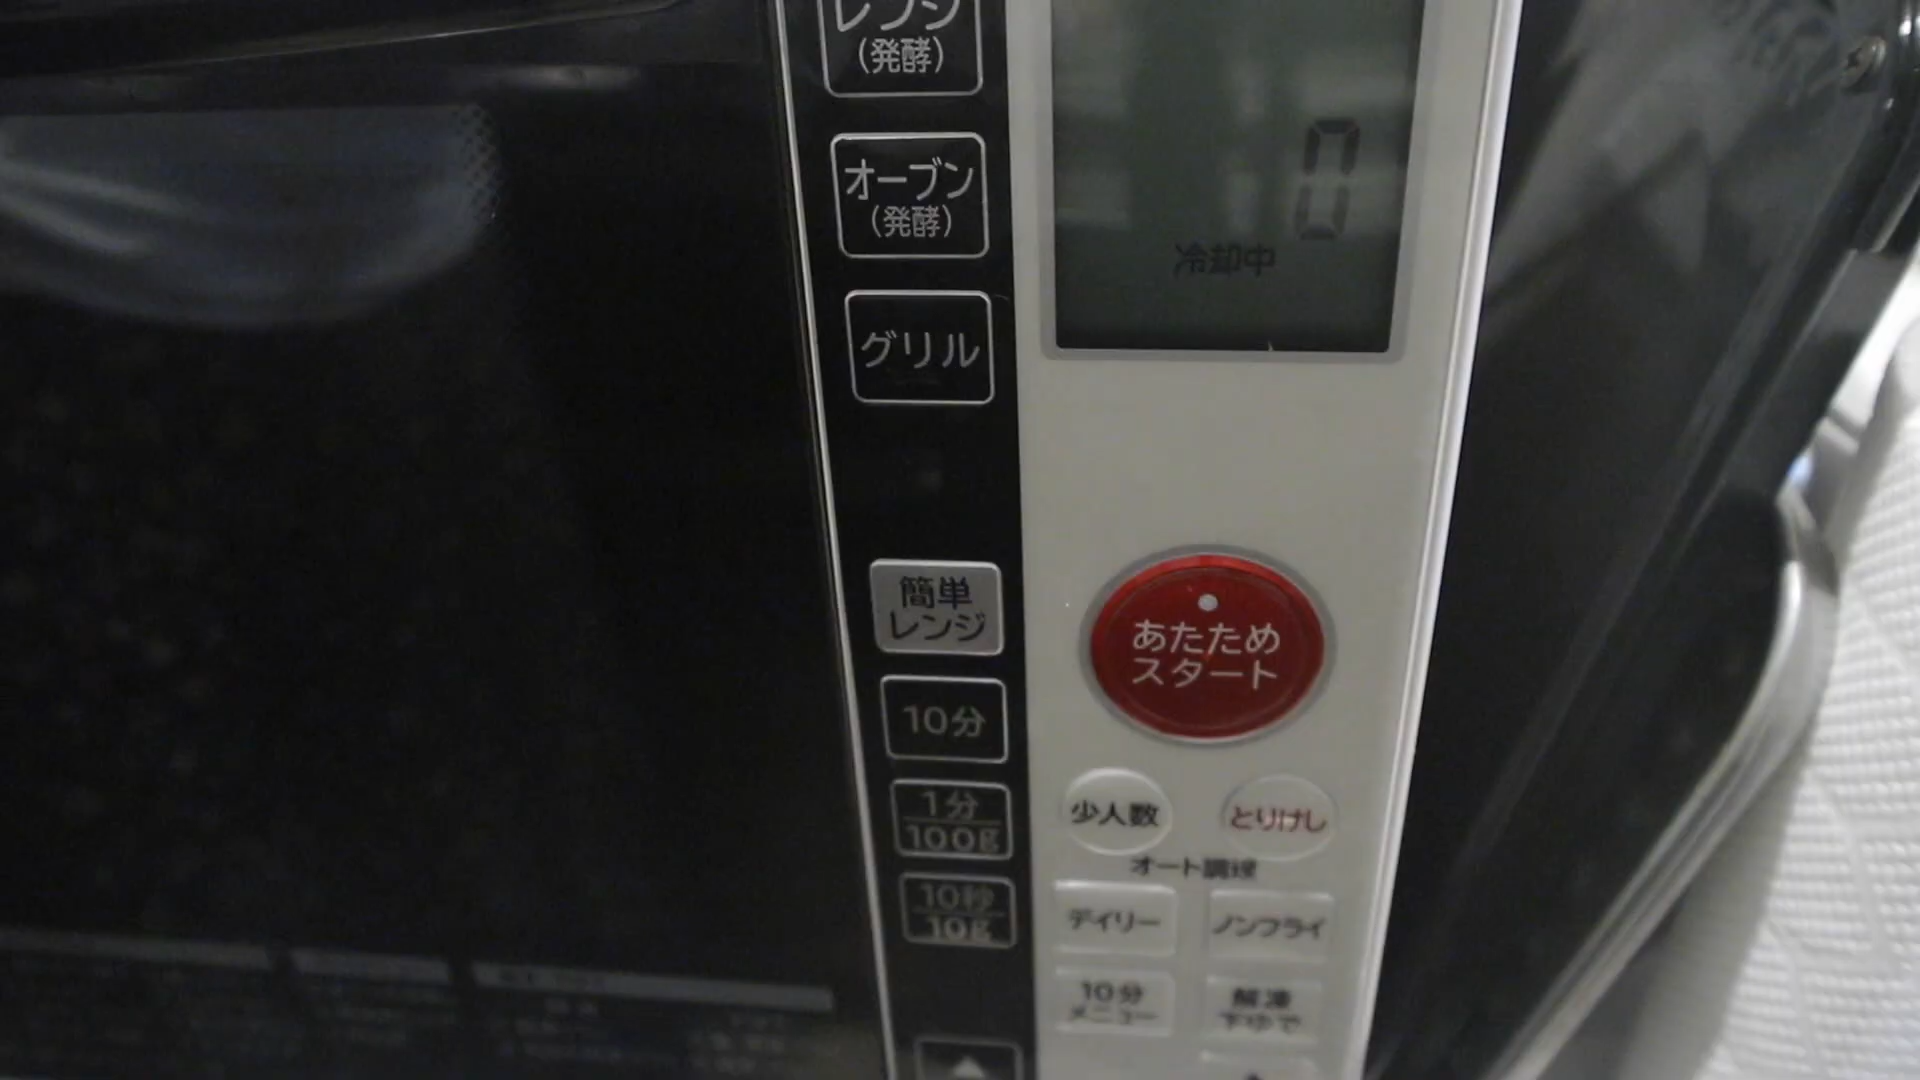 レンジ
(発酵)
オーブン
(発酵)
グリル
0
冷却中
簡単
レンジ
10分
1分
100g
10秒
10g
あたため
スタート
少人数
とりけし
オート調理
デイリー
ノンフライ
10分
メニュー
解凍
下ゆで